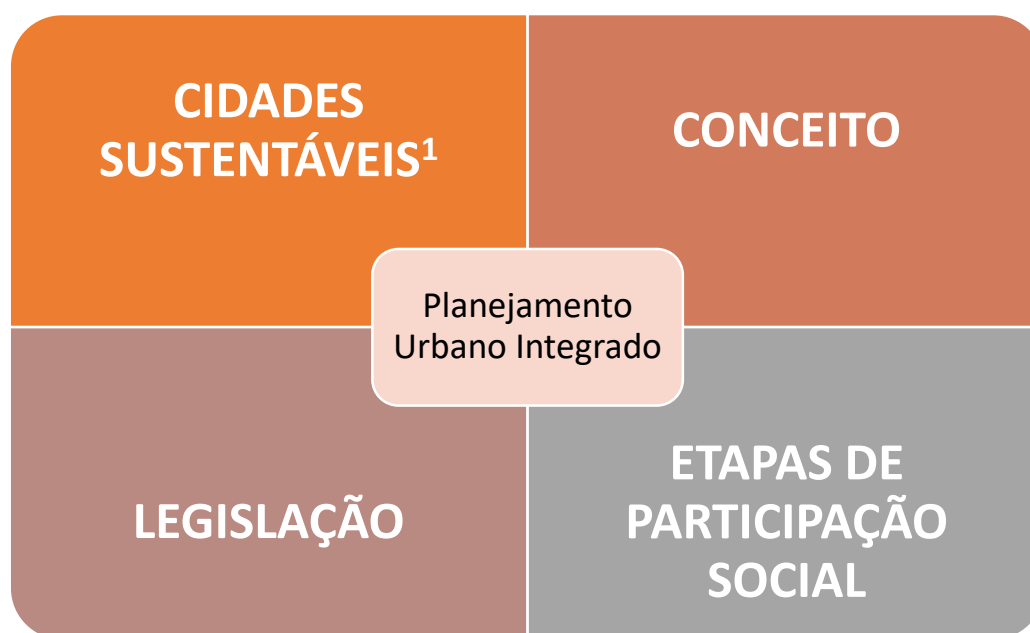 CIDADES
SUSTENTÁVEIS¹
CONCEITO
Planejamento
Urbano Integrado
LEGISLAÇÃO
ETAPAS DE
PARTICIPAÇÃO
SOCIAL